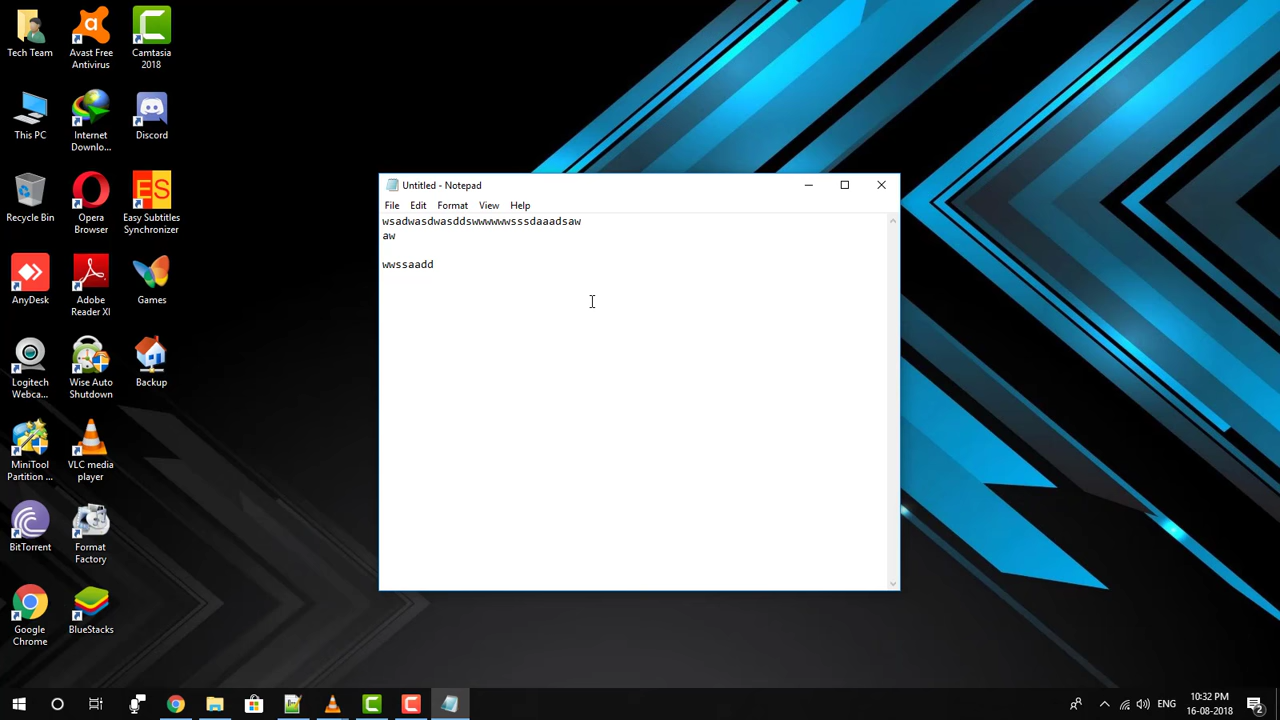 Tech Team
Avast Free
Antivirus
Camtasia
2018
This PC
Internet
Downlo...
Discord
Recycle Bin
Opera
Browser
ES
Easy Subtitles
Synchronizer
AnyDesk
Adobe
Reader XI
Games
Logitech
Webca...
Wise Auto
Shutdown
Backup
MiniTool
Partition ...
VLC media
player
BitTorrent
Format
Factory
Google
Chrome
BlueStacks
Untitled - Notepad
File Edit Format View Help
wsadwasdwasddswwwwwwsssdaaadsaw
aw
wwssaadd
ENG
10:32 PM
16-08-2018
2